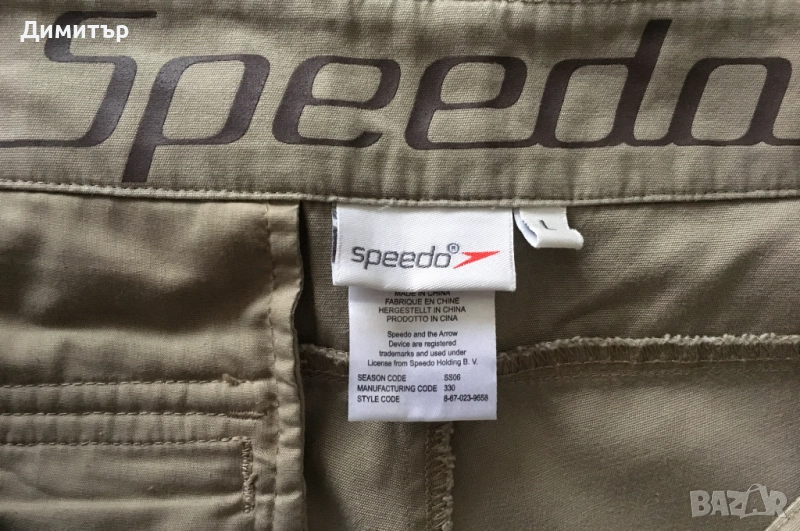 Димитър
Speedo
L
speedo®
MADE IN CHINA
FABRIQUE EN CHINE
HERGESTELLT IN CHINA
PRODOTTO IN CINA
Speedo and the Arrow
Device are registered
trademarks and used under
License from Speedo Holding B. V.
SEASON CODE SS06
MANUFACTURING CODE 330
STYLE CODE 8-67-023-9658
BAZAR